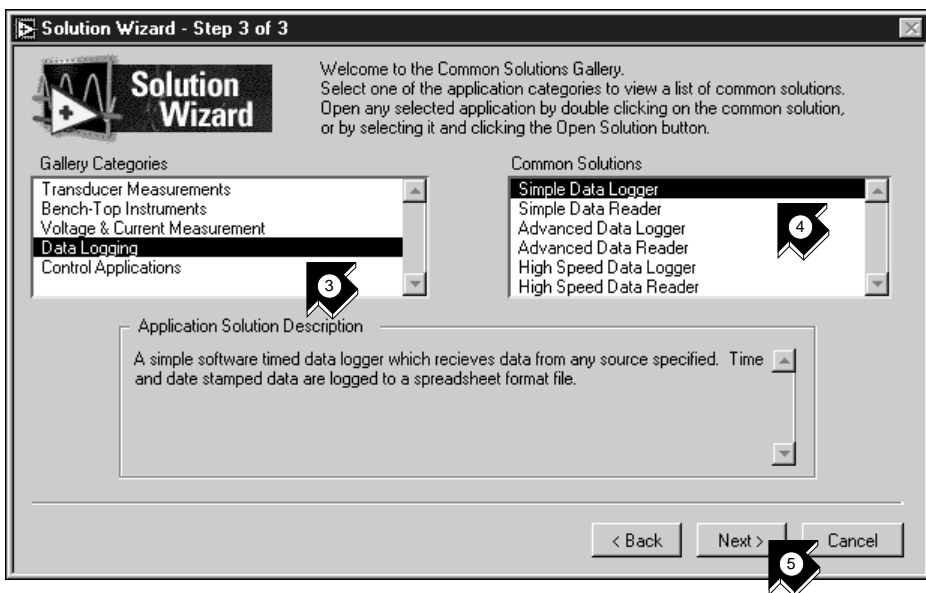 Solution Wizard - Step 3 of 3
Solution
Wizard
Welcome to the Common Solutions Gallery.
Select one of the application categories to view a list of common solutions.
Open any selected application by double clicking on the common solution,
or by selecting it and clicking the Open Solution button.
Gallery Categories
Transducer Measurements
Bench-Top Instruments
Voltage & Current Measurement
Data Logging
Control Applications
3
Common Solutions
Simple Data Logger
Simple Data Reader
Advanced Data Logger
Advanced Data Reader
High Speed Data Logger
High Speed Data Reader
4
Application Solution Description
A simple software timed data logger which recieves data from any source specified.  Time
and date stamped data are logged to a spreadsheet format file.
< Back
Next >
Cancel
5